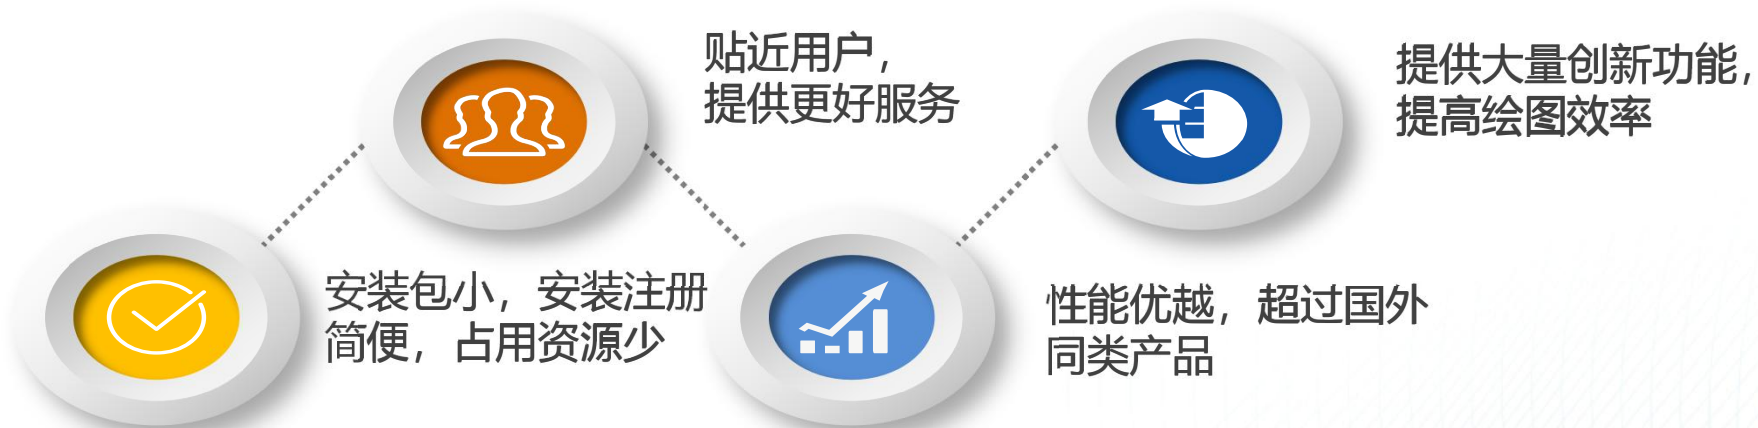 安装包小，安装注册
简便，占用资源少
贴近用户，
提供更好服务
性能优越，超过国外
同类产品
提供大量创新功能，
提高绘图效率